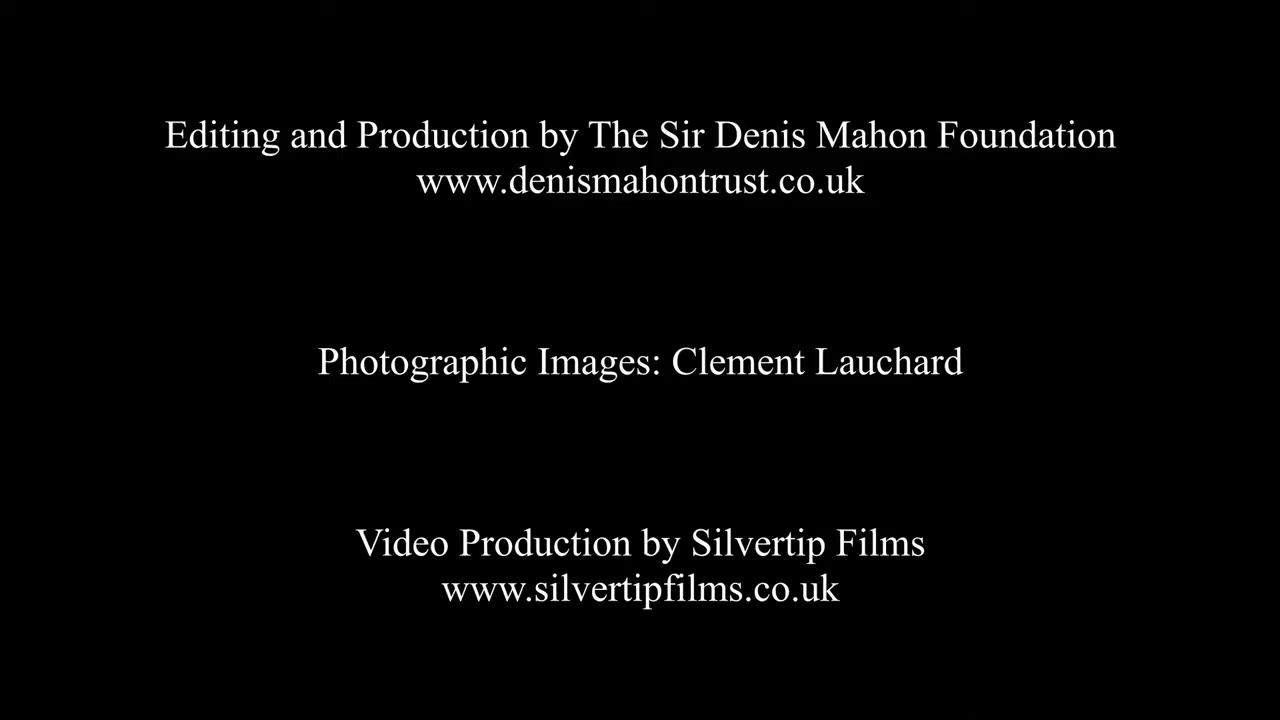 Editing and Production by The Sir Denis Mahon Foundation
www.denismahontrust.co.uk
Photographic Images: Clement Lauchard
Video Production by Silvertip Films
www.silvertipfilms.co.uk